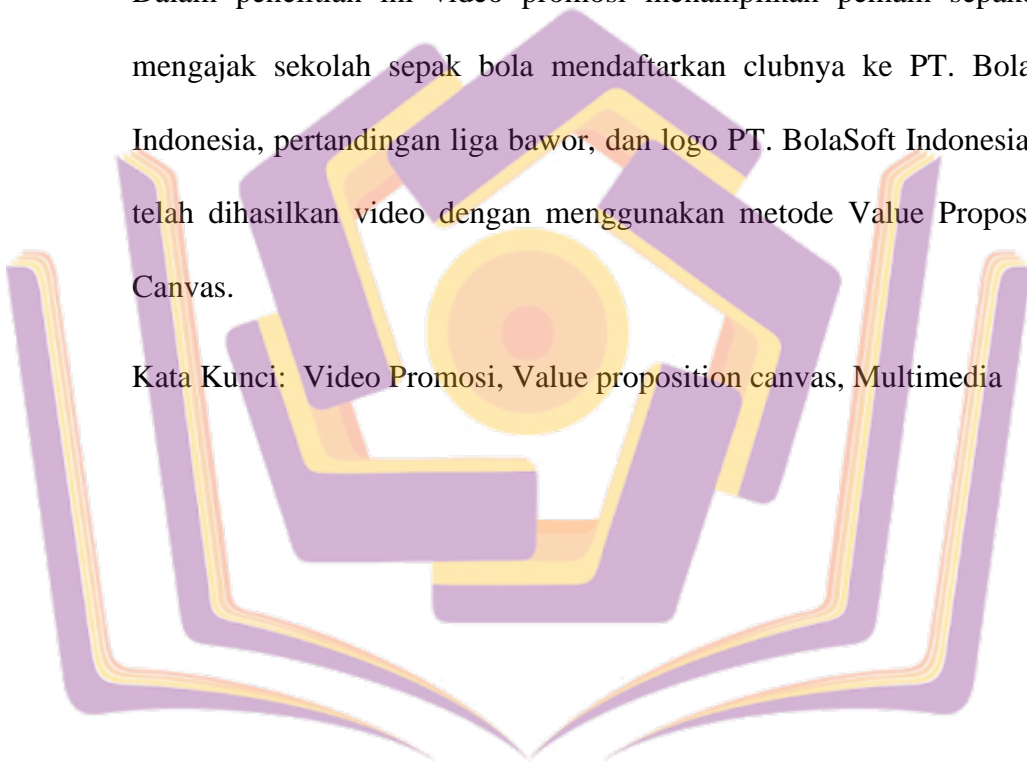 Dalam penelitian ini video promosi menampilkan pemain
mengajak sekolah sepak bola mendaftarkan clubnya ke PT. Bola
Indonesia, pertandingan liga bawor, dan logo PT. BolaSoft Indonesia
telah dihasilkan video dengan menggunakan metode Value Propos
Canvas.
Kata Kunci: Video Promosi, Value proposition canvas, Multimedia